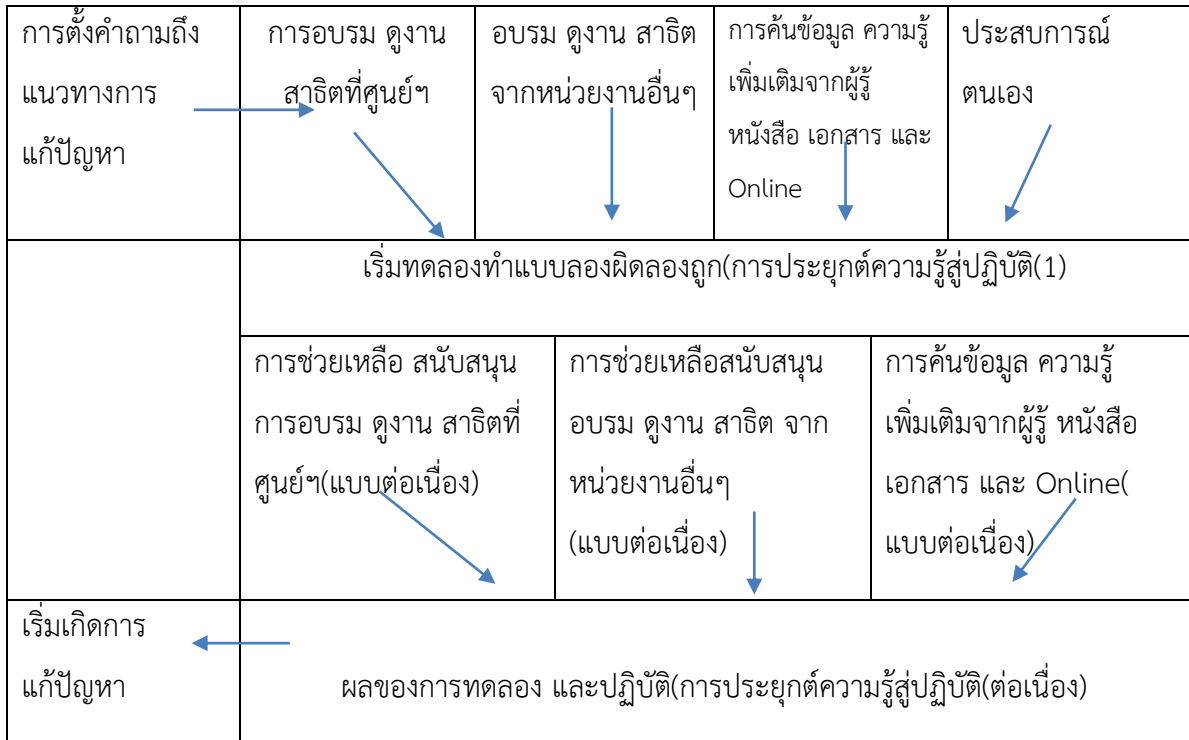 การตั้งคำถามถึง
แนวทางการ
แก้ปัญหา
การอบรม ดูงาน
สาธิตที่ศูนย์ฯ
อบรม ดูงาน สาธิต
จากหน่วยงานอื่นๆ
การค้นข้อมูล ความรู้
เพิ่มเติมจากผู้รู้
หนังสือ เอกสาร และ
Online
ประสบการณ์
ตนเอง
เริ่มทดลองทำแบบลองผิดลองถูก(การประยุกต์ความรู้สู่ปฏิบัติ(1)
การช่วยเหลือ สนับสนุน
การอบรม ดูงาน สาธิตที่
ศูนย์ฯ(แบบต่อเนื่อง)
การช่วยเหลือสนับสนุน
อบรม ดูงาน สาธิต จาก
หน่วยงานอื่นๆ
(แบบต่อเนื่อง)
การค้นข้อมูล ความรู้
เพิ่มเติมจากผู้รู้ หนังสือ
เอกสาร และ Online(
แบบต่อเนื่อง)
เริ่มเกิดการ
แก้ปัญหา
ผลของการทดลอง และปฏิบัติ(การประยุกต์ความรู้สู่ปฏิบัติ(ต่อเนื่อง)